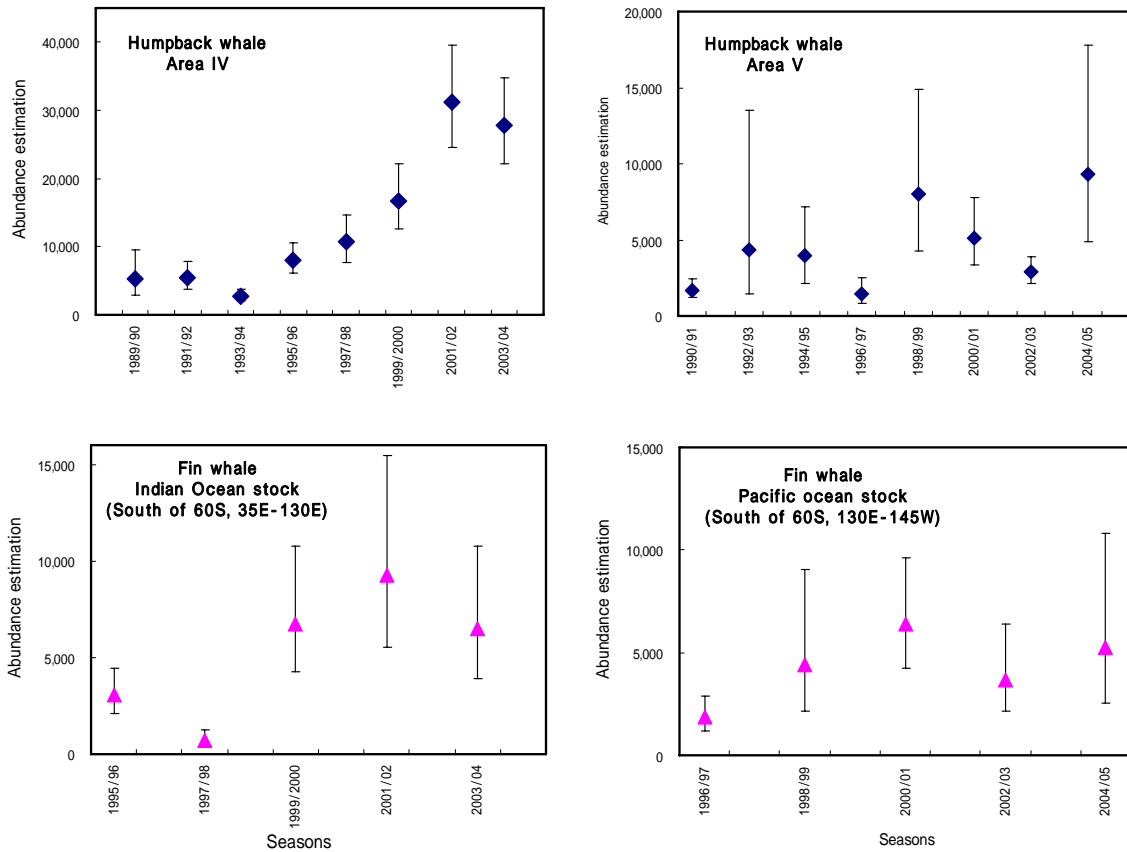 Humpback whale
Area IV
Abundance estimation
40,000
30,000
20,000
10,000
0
1989/90
1991/92
1993/94
1995/96
1997/98
1999/2000
2001/02
2003/04
Humpback whale
Area V
Abundance estimation
20,000
15,000
10,000
5,000
0
1990/91
1992/93
1994/95
1996/97
1998/99
2000/01
2002/03
2004/05
Fin whale
Indian Ocean stock
(South of 60S, 35E-130E)
Abundance estimation
15,000
10,000
5,000
0
1995/96
1997/98
1999/2000
2001/02
2003/04
Seasons
Fin whale
Pacific ocean stock
(South of 60S, 130E-145W)
Abundance estimation
15,000
10,000
5,000
0
1996/97
1998/99
2000/01
2002/03
2004/05
Seasons